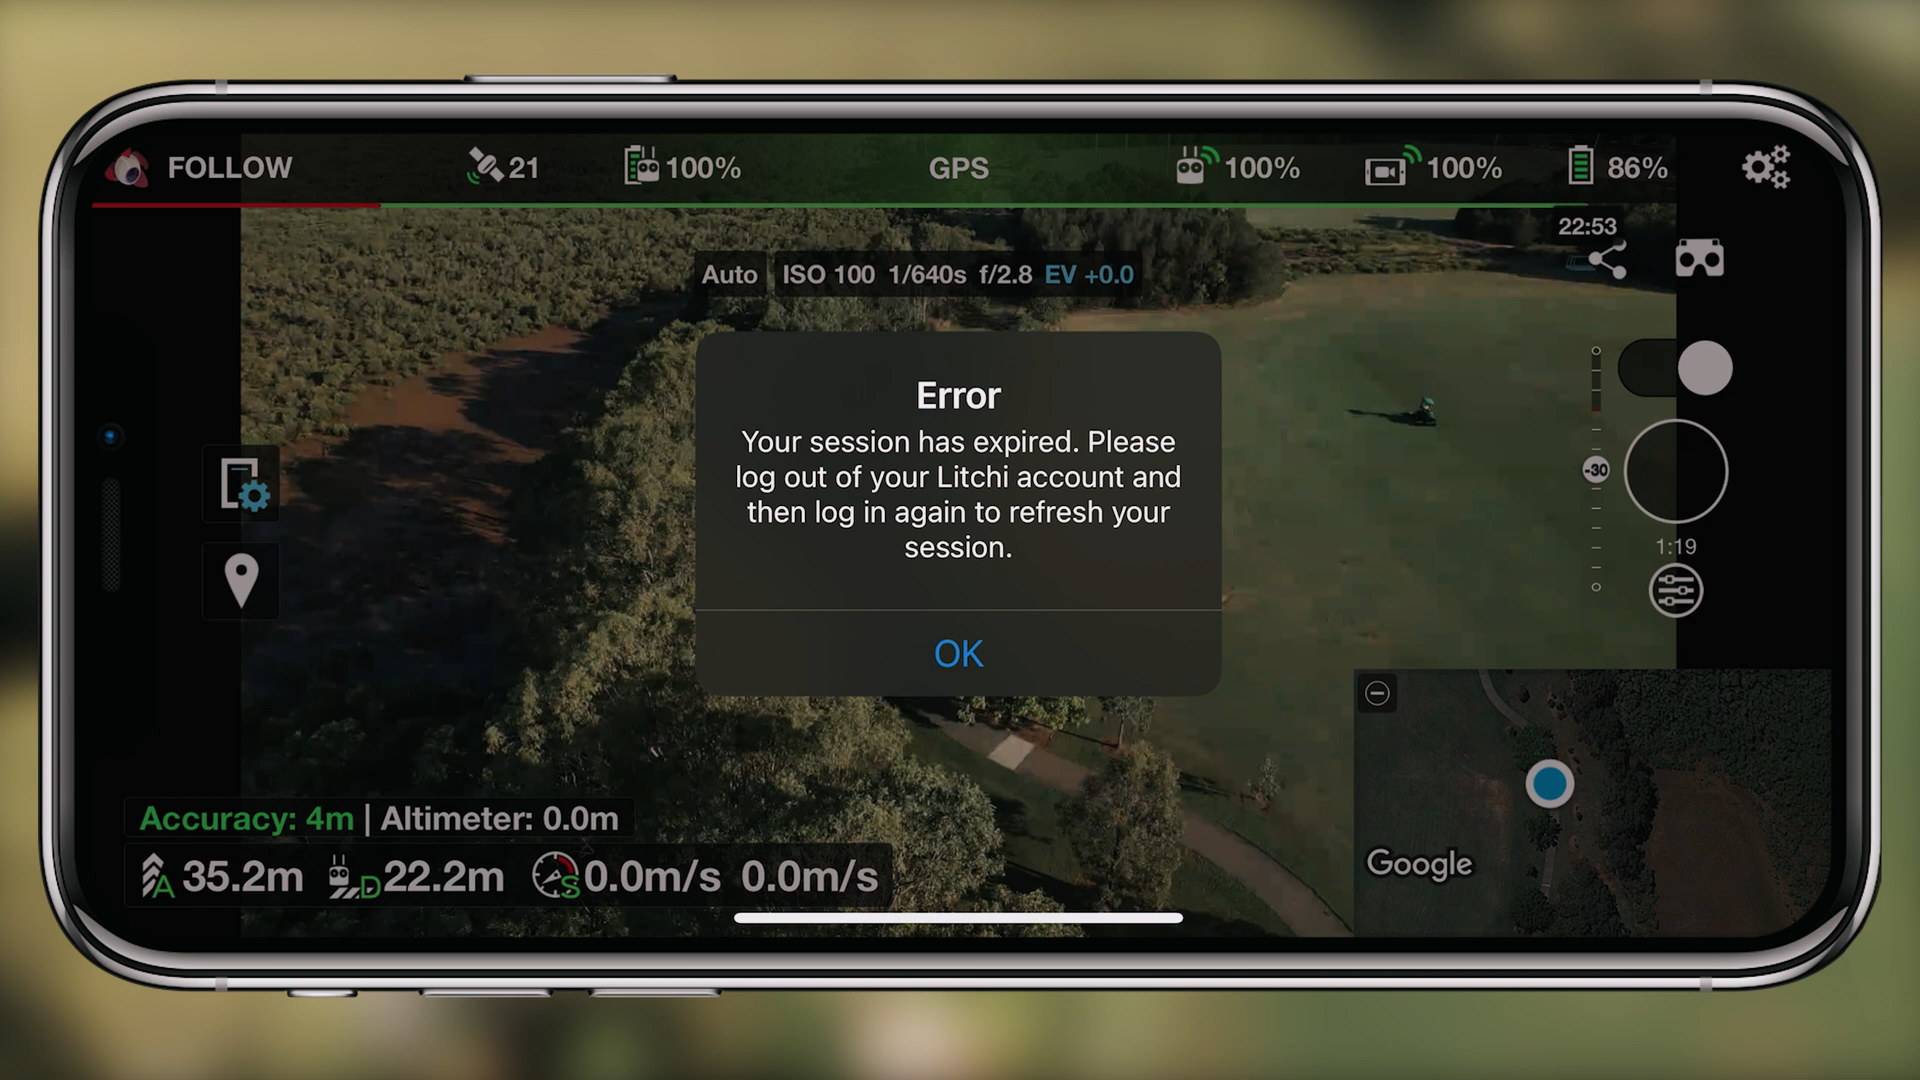 FOLLOW
21
100%
GPS
100%
100%
86%
22:53
Auto
ISO 100 1/640s f/2.8 EV +0.0
Error
Your session has expired. Please
log out of your Litchi account and
then log in again to refresh your
session.
OK
-30
1:19
Accuracy: 4m | Altimeter: 0.0m
A 35.2m D 22.2m S 0.0m/s 0.0m/s
Google